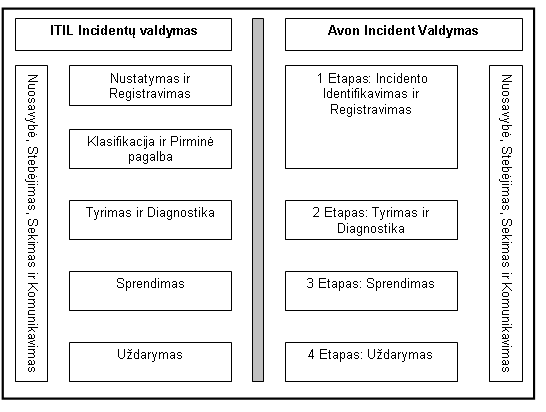 ITIL Incidentų valdymas
Nuosavybė, Stebėjimas, Sekimas ir Komunikavimas
Nustatymas ir
Registravimas
Klasifikacija ir Pirminė
pagalba
Tyrimas ir Diagnostika
Sprendimas
Uždarymas
Avon Incident Valdymas
1 Etapas: Incidento
Identifikavimas ir
Registravimas
2 Etapas: Tyrimas ir
Diagnostika
3 Etapas: Sprendimas
4 Etapas: Uždarymas
Nuosavybė, Stebėjimas, Sekimas ir Komunikavimas